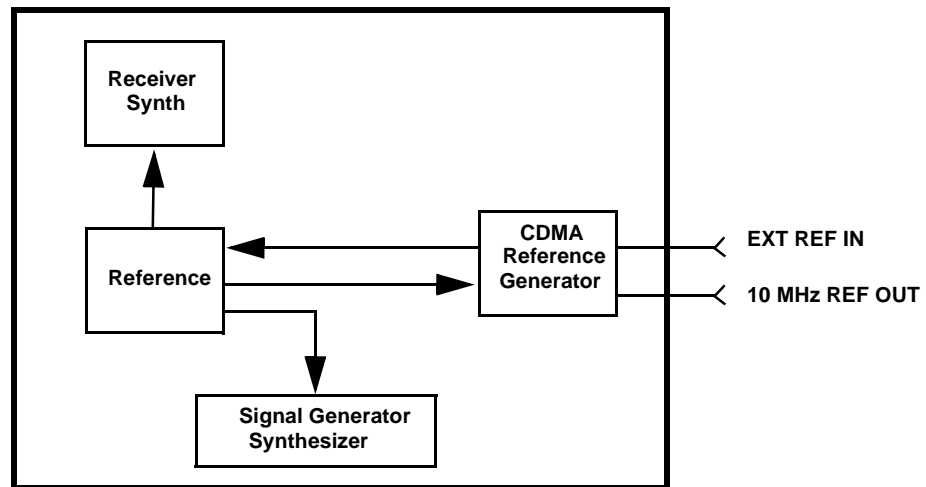 Receiver
Synth
Reference
CDMA
Reference
Generator
EXT REF IN
10 MHz REF OUT
Signal Generator
Synthesizer